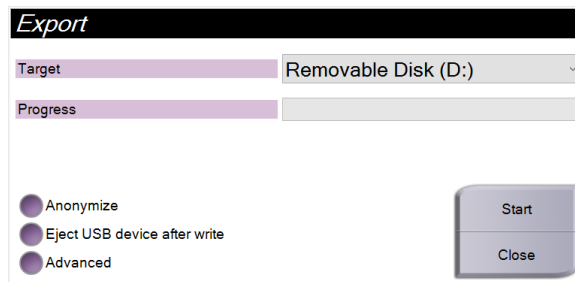 Export
Target
Removable Disk (D:)
Progress
Anonymize
Eject USB device after write
Advanced
Start
Close